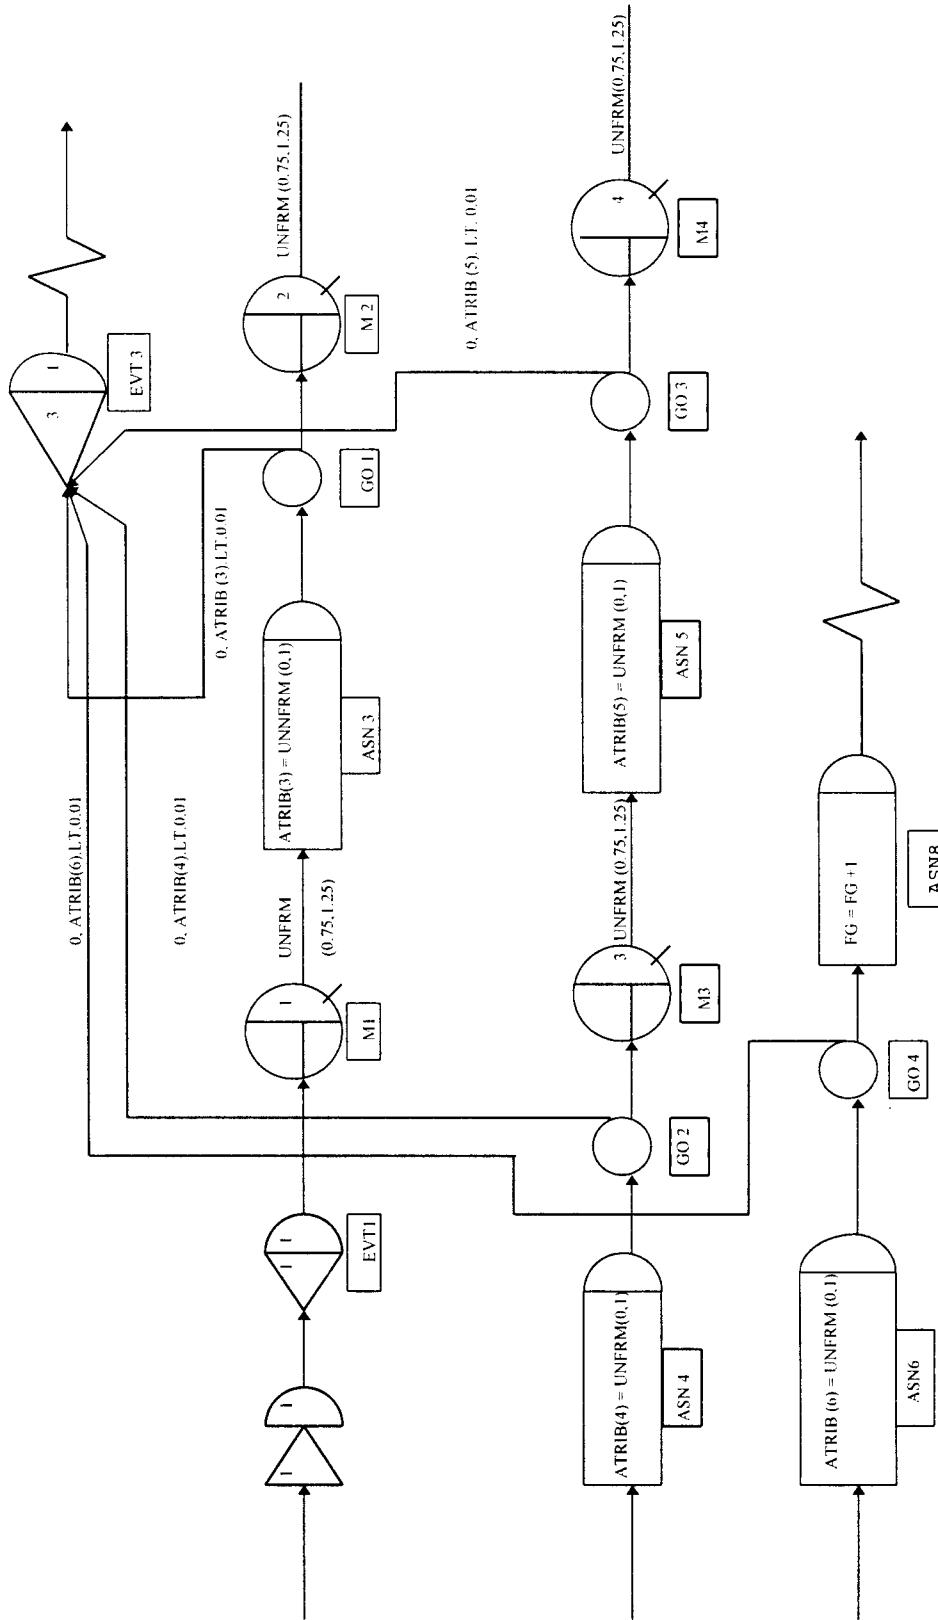 3
1
EVT 3
0, ATRIB(6).LT.0.01
0, ATRIB(4).LT.0.01
0, ATRIB (3).LT.0.01
1
1
1
1
EVT1
1
M1
UNFRM
(0.75,1.25)
ATRIB(3) = UNNFRM (0,1)
ASN 3
GO 1
2
M 2
UNFRM (0.75,1.25)
0, ATRIB (5). LT. 0.01
ATRIB(4) = UNFRM(0,1)
ASN 4
GO 2
3
M3
UNFRM (0.75,1.25)
ATRIB(5) = UNFRM (0,1)
ASN 5
GO 3
4
M4
UNFRM(0.75,1.25)
ATRIB (6) = UNFRM (0,1)
ASN6
GO 4
FG = FG +1
ASN8